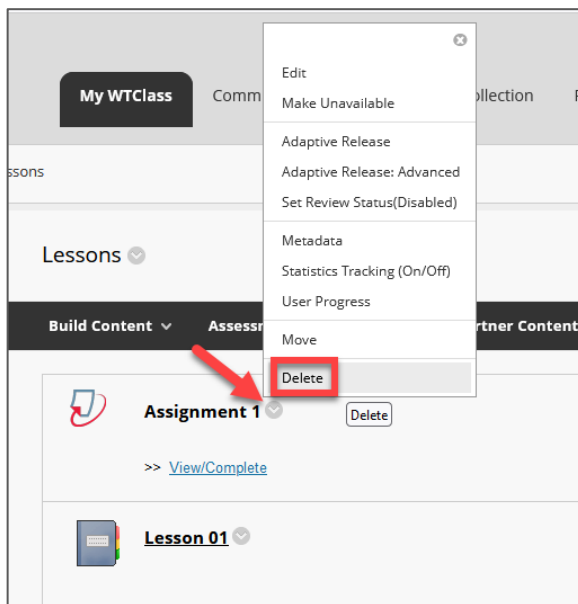 My WTClass
Comm
ollection
ssons
Edit
Make Unavailable
Adaptive Release
Adaptive Release: Advanced
Set Review Status(Disabled)
Metadata
Statistics Tracking (On/Off)
User Progress
Move
Delete
Lessons
Build Content
Assessm
rtner Content
Assignment 1
Delete
>> View/Complete
Lesson 01